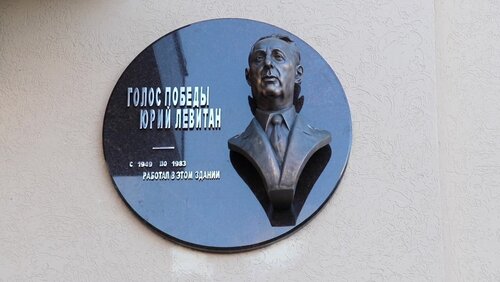 ГОЛОС ПОБЕДЫ
ЮРИЙ ЛЕВИТАН
С 1949 ПО 1983
РАБОТАЛ В ЭТОМ ЗДАНИИ